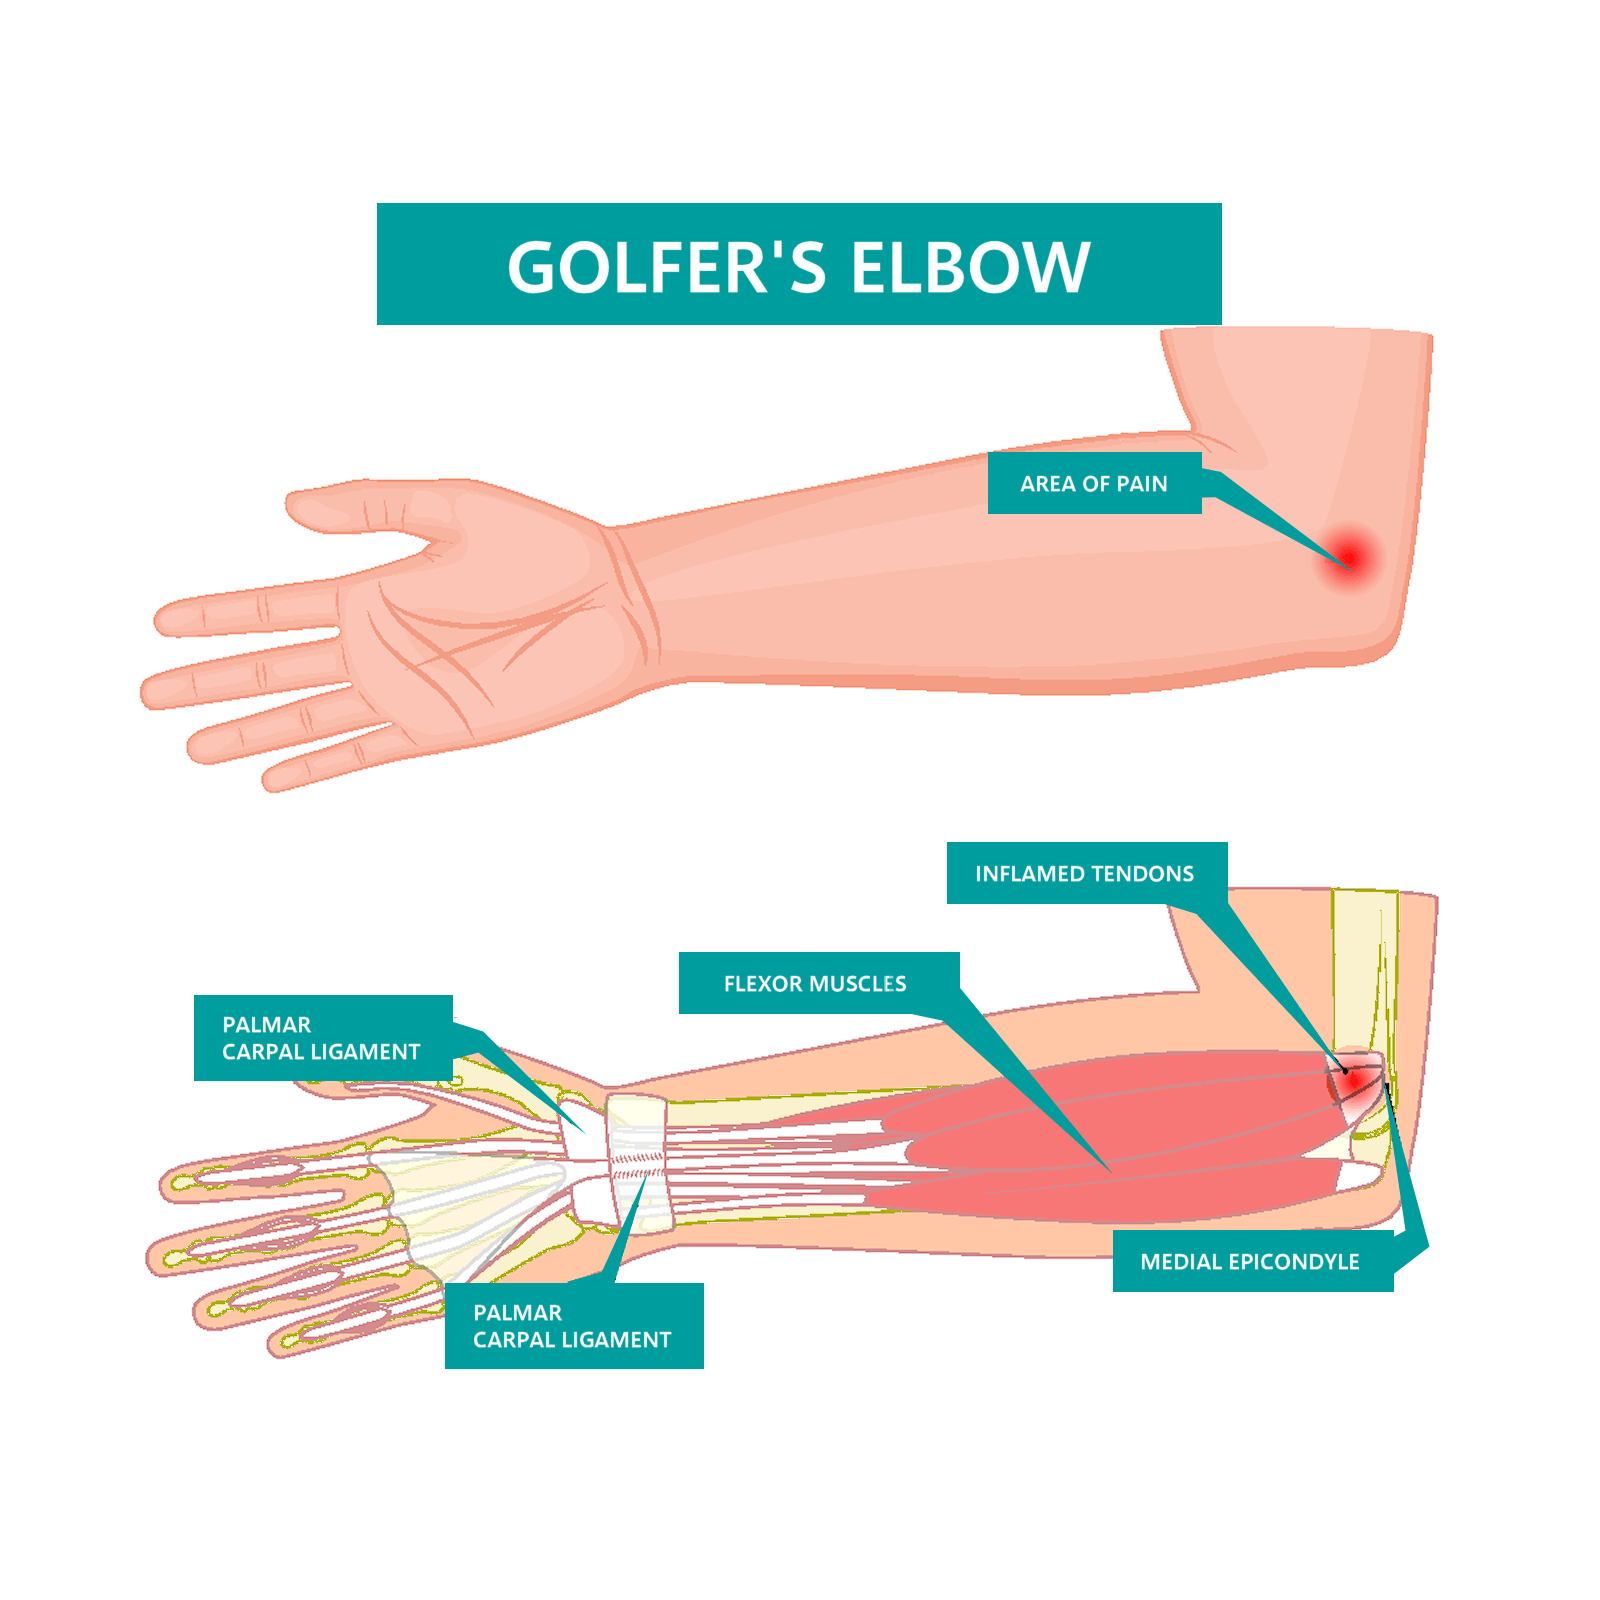 GOLFER'S ELBOW
AREA OF PAIN
INFLAMED TENDONS
FLEXOR MUSCLES
PALMAR
CARPAL LIGAMENT
MEDIAL EPICONDYLE
PALMAR
CARPAL LIGAMENT